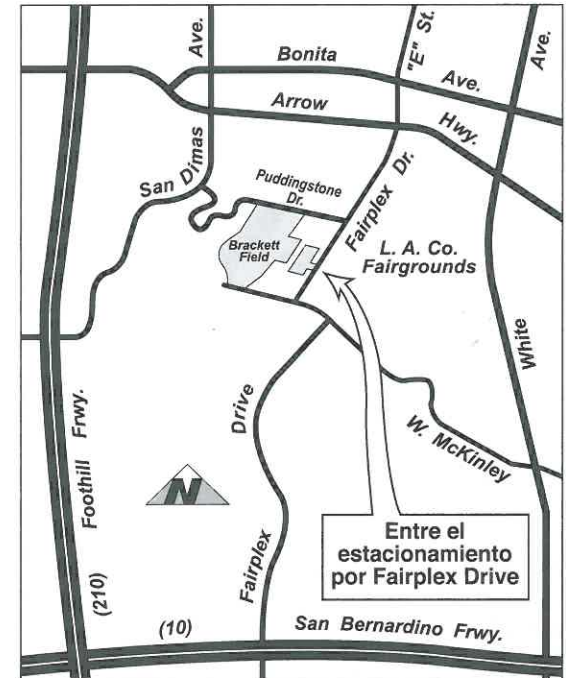 Ave.
"E" St.
Ave.
Bonita
Ave.
Arrow
Hwy.
San Dimas
Puddingstone
Dr.
Fairplex Dr.
Brackett
Field
L. A. Co.
Fairgrounds
White
Foothill Frwy.
(210)
Drive
Fairplex
W. McKinley
N
Entre el
estacionamiento
por Fairplex Drive
(10)
San Bernardino Frwy.